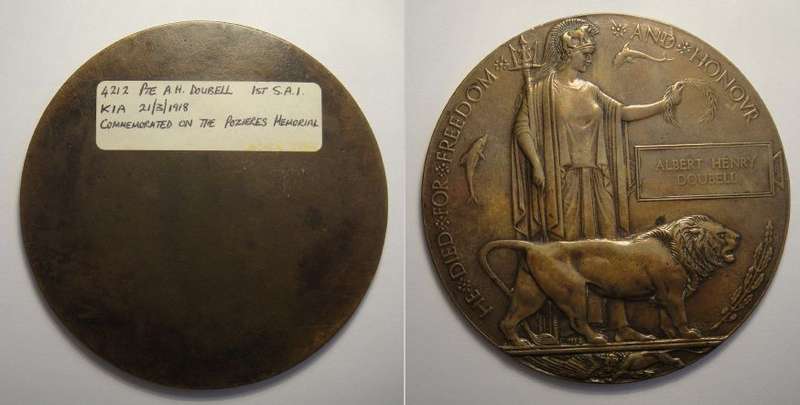 4212 PTE A.H. DOUBELL 1ST S.A.I.
KIA 21/3/1918
COMMEMORATED ON THE POZIERES MEMORIAL
HE DIED FOR FREEDOM AND HONOVR
ALBERT HENRY
DOUBELL